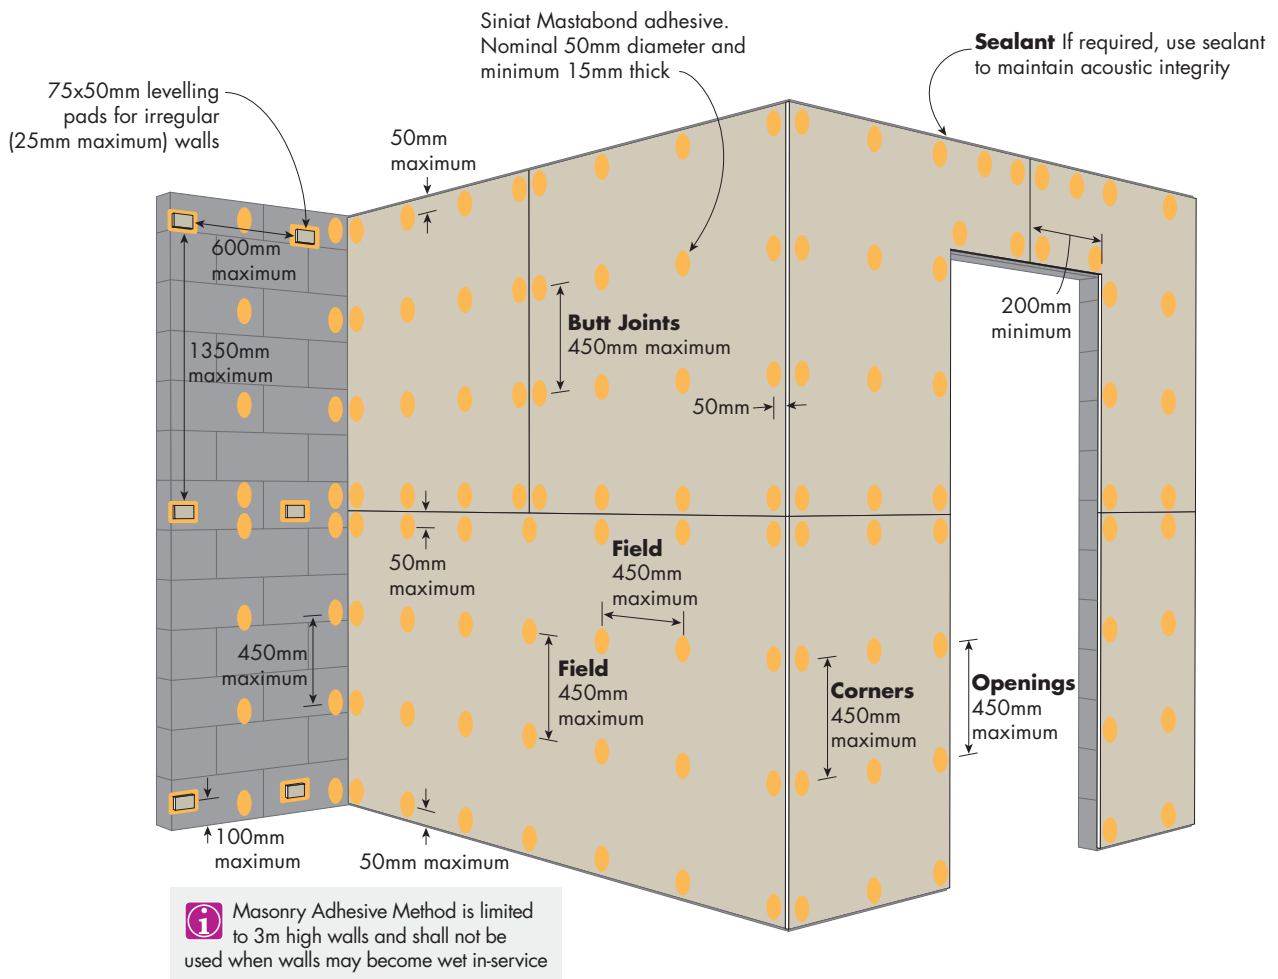 Siniat Mastabond adhesive.
Nominal 50mm diameter and
minimum 15mm thick
Sealant If required, use sealant
to maintain acoustic integrity
75x50mm levelling
pads for irregular
(25mm maximum) walls
50mm
maximum
600mm
maximum
1350mm
maximum
Butt Joints
450mm maximum
200mm
minimum
50mm
50mm
maximum
Field
450mm
maximum
450mm
maximum
Field
450mm
maximum
Corners
450mm
maximum
Openings
450mm
maximum
100mm
maximum
50mm maximum
i
Masonry Adhesive Method is limited
to 3m high walls and shall not be
used when walls may become wet in-service